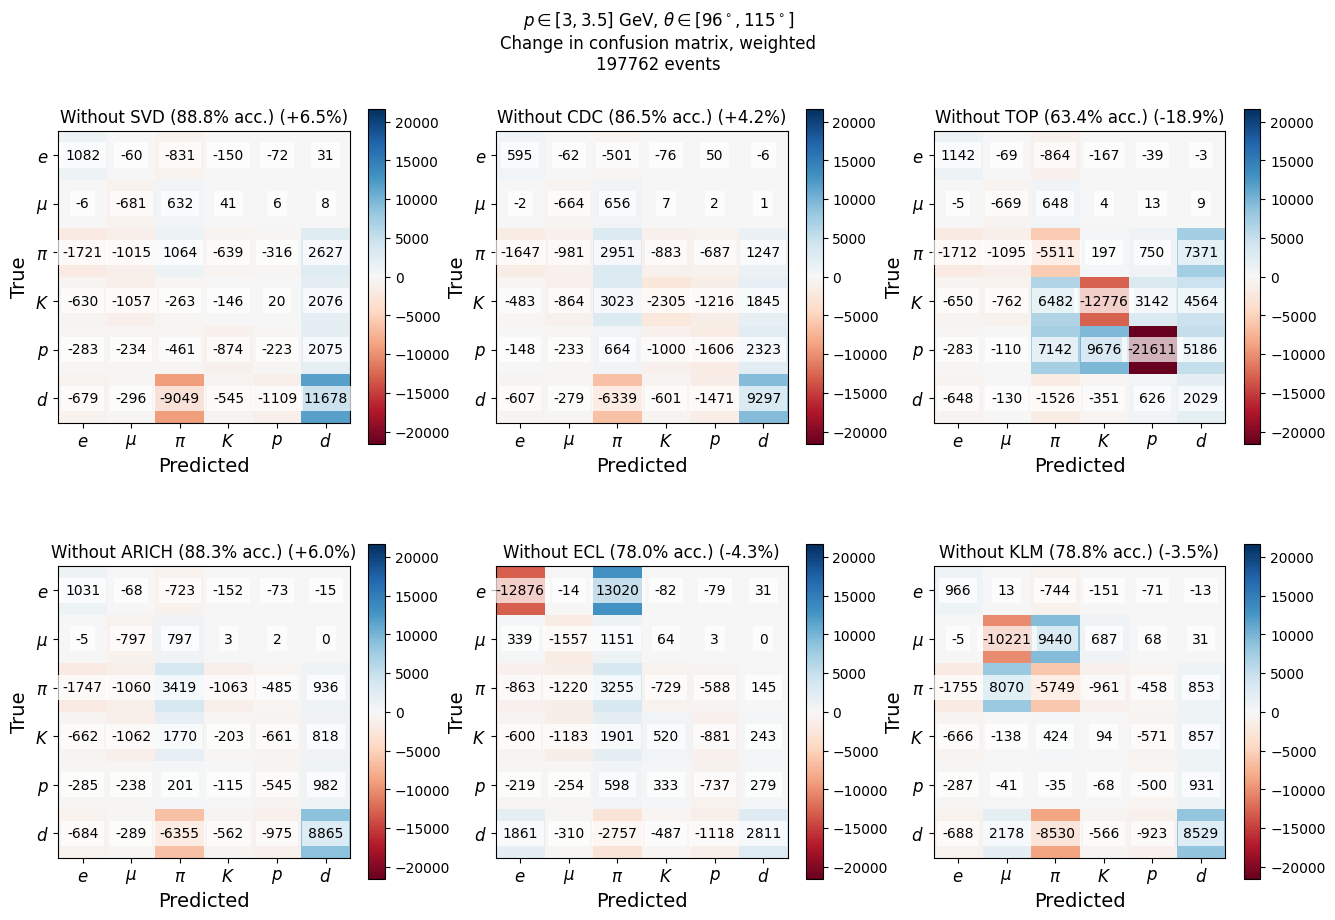 p ∈ [3, 3.5] GeV, θ ∈ [96°, 115°]
Change in confusion matrix, weighted
197762 events
Without SVD (88.8% acc.) (+6.5%)
True
e 1082 -60 -831 -150 -72 31
μ -6 -681 632 41 6 8
π -1721 -1015 1064 -639 -316 2627
K -630 -1057 -263 -146 20 2076
p -283 -234 -461 -874 -223 2075
d -679 -296 -9049 -545 -1109 11678
e μ π K p d
Predicted
20000
15000
10000
5000
0
−5000
−10000
−15000
−20000
Without CDC (86.5% acc.) (+4.2%)
True
e 595 -62 -501 -76 50 -6
μ -2 -664 656 7 2 1
π -1647 -981 2951 -883 -687 1247
K -483 -864 3023 -2305 -1216 1845
p -148 -233 664 -1000 -1606 2323
d -607 -279 -6339 -601 -1471 9297
e μ π K p d
Predicted
20000
15000
10000
5000
0
−5000
−10000
−15000
−20000
Without TOP (63.4% acc.) (-18.9%)
True
e 1142 -69 -864 -167 -39 -3
μ -5 -669 648 4 13 9
π -1712 -1095 -5511 197 750 7371
K -650 -762 6482 -12776 3142 4564
p -283 -110 7142 9676 -21611 5186
d -648 -130 -1526 -351 626 2029
e μ π K p d
Predicted
20000
15000
10000
5000
0
−5000
−10000
−15000
−20000
Without ARICH (88.3% acc.) (+6.0%)
True
e 1031 -68 -723 -152 -73 -15
μ -5 -797 797 3 2 0
π -1747 -1060 3419 -1063 -485 936
K -662 -1062 1770 -203 -661 818
p -285 -238 201 -115 -545 982
d -684 -289 -6355 -562 -975 8865
e μ π K p d
Predicted
20000
15000
10000
5000
0
−5000
−10000
−15000
−20000
Without ECL (78.0% acc.) (-4.3%)
True
e -12876 -14 13020 -82 -79 31
μ 339 -1557 1151 64 3 0
π -863 -1220 3255 -729 -588 145
K -600 -1183 1901 520 -881 243
p -219 -254 598 333 -737 279
d 1861 -310 -2757 -487 -1118 2811
e μ π K p d
Predicted
20000
15000
10000
5000
0
−5000
−10000
−15000
−20000
Without KLM (78.8% acc.) (-3.5%)
True
e 966 13 -744 -151 -71 -13
μ -5 -10221 9440 687 68 31
π -1755 8070 -5749 -961 -458 853
K -666 -138 424 94 -571 857
p -287 -41 -35 -68 -500 931
d -688 2178 -8530 -566 -923 8529
e μ π K p d
Predicted
20000
15000
10000
5000
0
−5000
−10000
−15000
−20000